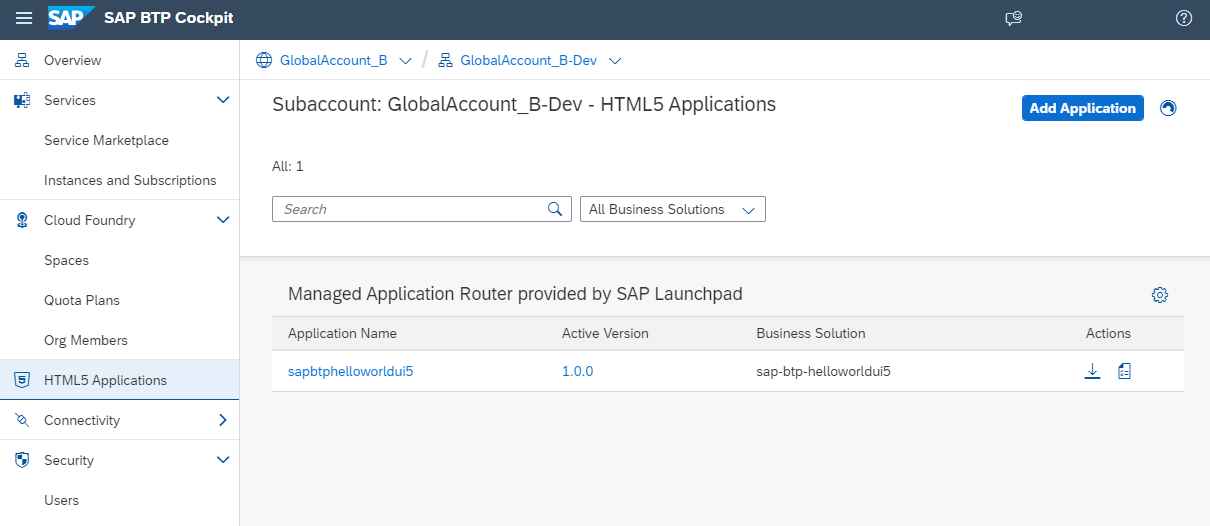 SAP SAP BTP Cockpit
Overview
Services
Service Marketplace
Instances and Subscriptions
Cloud Foundry
Spaces
Quota Plans
Org Members
HTML5 Applications
Connectivity
Security
Users
GlobalAccount_B / GlobalAccount_B-Dev
Subaccount: GlobalAccount_B-Dev - HTML5 Applications
Add Application
All: 1
Search All Business Solutions
Managed Application Router provided by SAP Launchpad
Application Name Active Version Business Solution Actions
sapbtphelloworldui5 1.0.0 sap-btp-helloworldui5